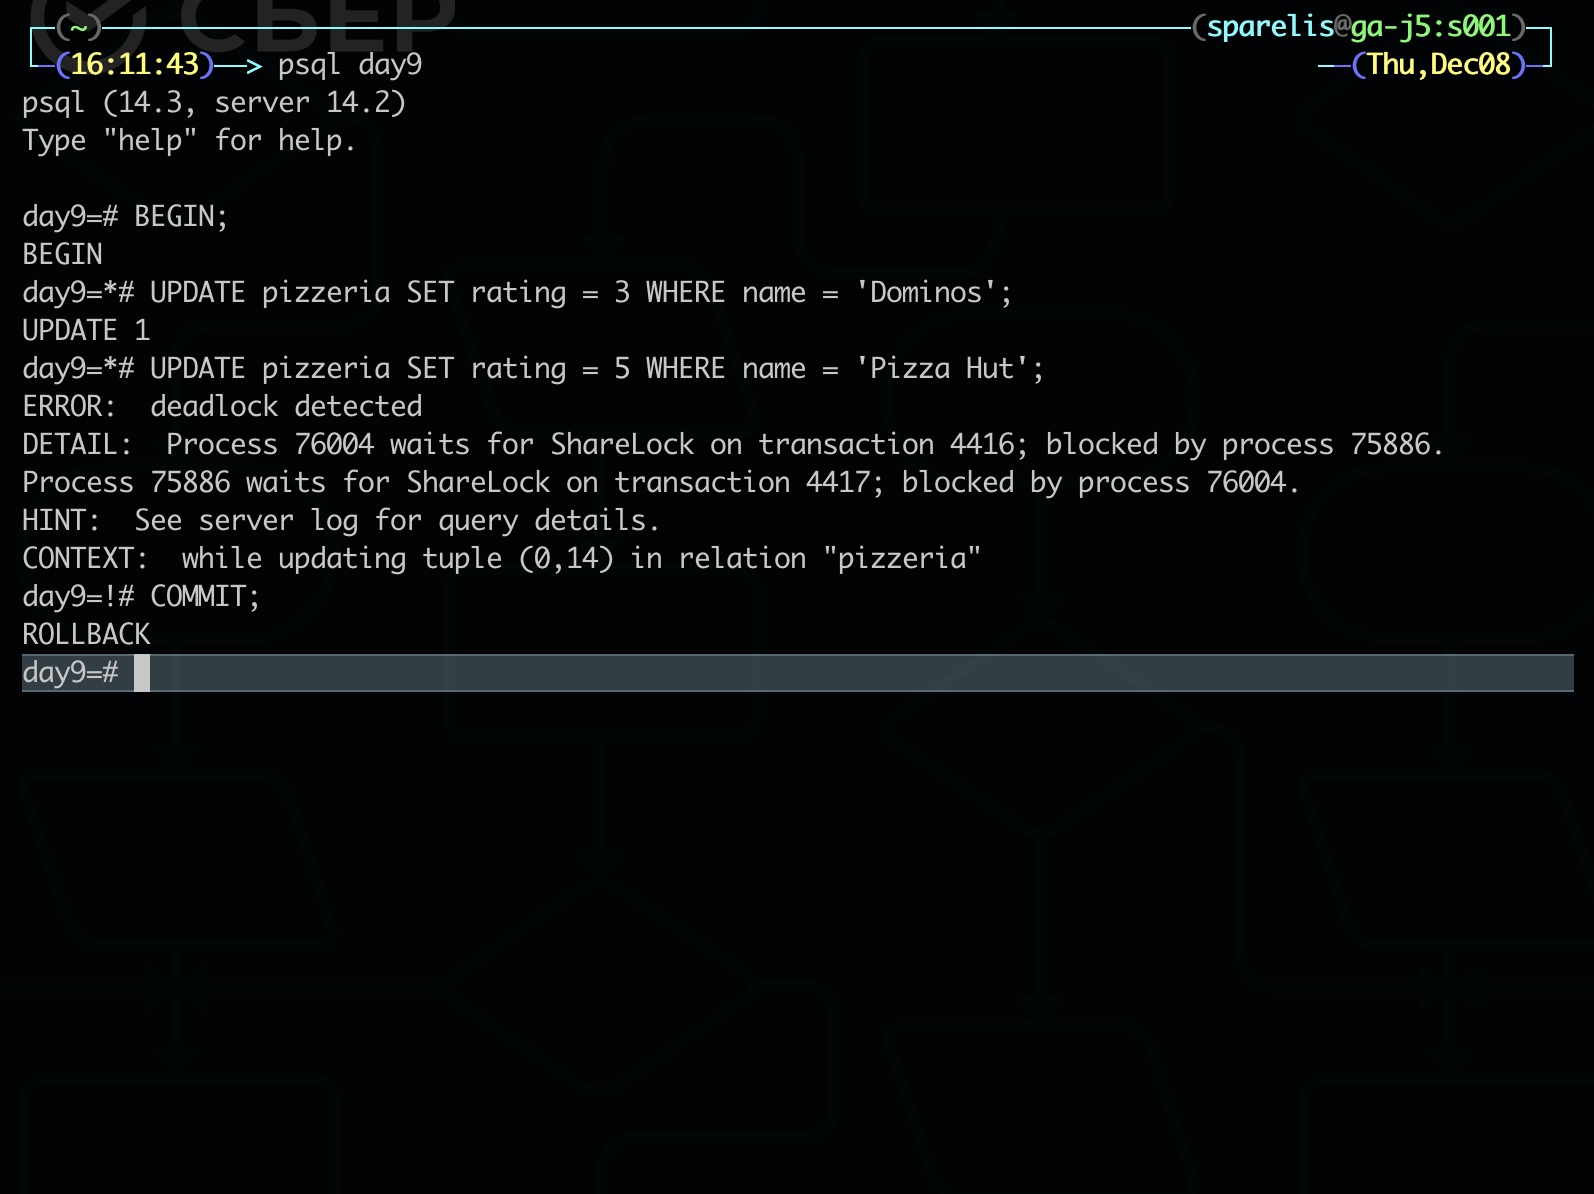 СБЕР
(~) (sparelis@ga-j5:s001)
(16:11:43)—> psql day9 (Thu,Dec08)
psql (14.3, server 14.2)
Type "help" for help.
day9=# BEGIN;
BEGIN
day9=*# UPDATE pizzeria SET rating = 3 WHERE name = 'Dominos';
UPDATE 1
day9=*# UPDATE pizzeria SET rating = 5 WHERE name = 'Pizza Hut';
ERROR:  deadlock detected
DETAIL:  Process 76004 waits for ShareLock on transaction 4416; blocked by process 75886.
Process 75886 waits for ShareLock on transaction 4417; blocked by process 76004.
HINT:  See server log for query details.
CONTEXT:  while updating tuple (0,14) in relation "pizzeria"
day9=!# COMMIT;
ROLLBACK
day9=#